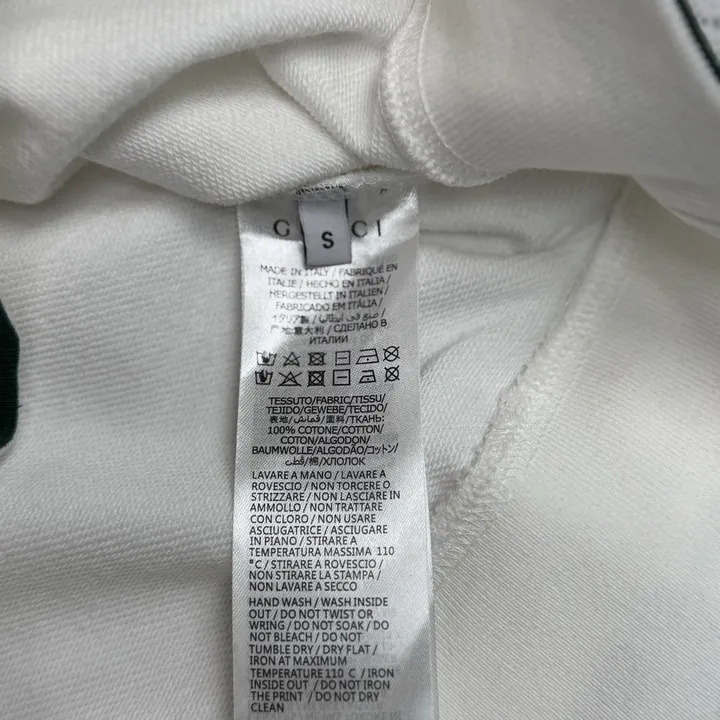 G CI
S
MADE IN ITALY / FABRIQUÉ EN
ITALIE / HECHO EN ITALIA /
HERGESTELLT IN ITALIEN /
FABRICADO EM ITÁLIA /
イタリア製 / صنع في ايطاليا /
产地:意大利 / СДЕЛАНО В
ИТАЛИИ
TESSUTO/FABRIC/TISSU/
TEJIDO/GEWEBE/TECIDO/
表地/قماش/面料/ТКАНЬ:
100% COTONE/COTTON/
COTON/ALGODON/
BAUMWOLLE/ALGODÃO/コットン/
قطن/棉/ХЛОПОК
LAVARE A MANO / LAVARE A
ROVESCIO / NON TORCERE O
STRIZZARE / NON LASCIARE IN
AMMOLLO / NON TRATTARE
CON CLORO / NON USARE
ASCIUGATRICE / ASCIUGARE
IN PIANO / STIRARE A
TEMPERATURA MASSIMA 110
°C / STIRARE A ROVESCIO /
NON STIRARE LA STAMPA /
NON LAVARE A SECCO
HAND WASH / WASH INSIDE
OUT / DO NOT TWIST OR
WRING / DO NOT SOAK / DO
NOT BLEACH / DO NOT
TUMBLE DRY / DRY FLAT /
IRON AT MAXIMUM
TEMPERATURE 110 C / IRON
INSIDE OUT / DO NOT IRON
THE PRINT / DO NOT DRY
CLEAN